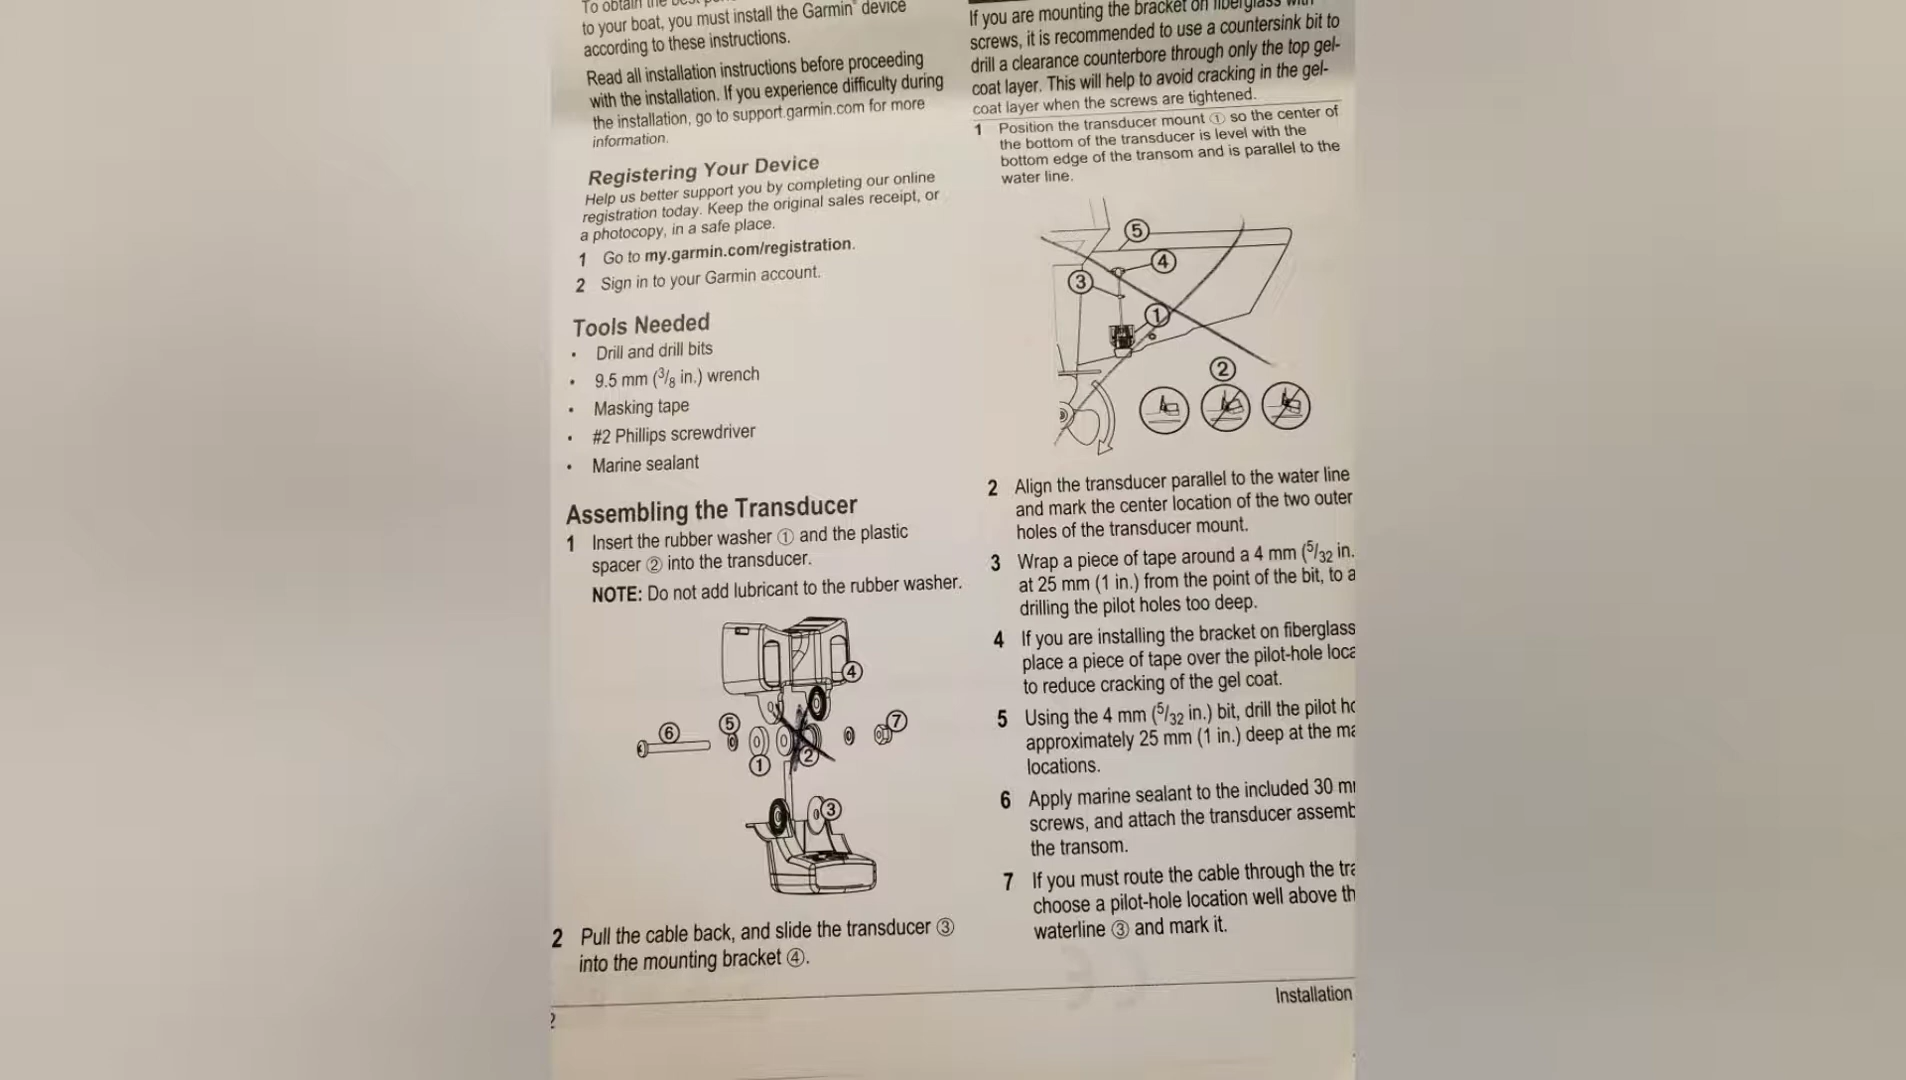 To obtain the
to your boat, you must install the Garmin® device
according to these instructions.
Read all installation instructions before proceeding
with the installation. If you experience difficulty during
the installation, go to support.garmin.com for more
information.
Registering Your Device
Help us better support you by completing our online
registration today. Keep the original sales receipt, or
a photocopy, in a safe place.
1 Go to my.garmin.com/registration.
2 Sign in to your Garmin account.
Tools Needed
• Drill and drill bits
• 9.5 mm (3/8 in.) wrench
• Masking tape
• #2 Phillips screwdriver
• Marine sealant
Assembling the Transducer
1 Insert the rubber washer ① and the plastic
spacer ② into the transducer.
NOTE: Do not add lubricant to the rubber washer.
④
⑤
⑥
⑦
①
②
③
2 Pull the cable back, and slide the transducer ③
into the mounting bracket ④.
2
If you are mounting the bracket on fiberglass with
screws, it is recommended to use a countersink bit to
drill a clearance counterbore through only the top gel-
coat layer. This will help to avoid cracking in the gel-
coat layer when the screws are tightened.
1 Position the transducer mount ① so the center of
the bottom of the transducer is level with the
bottom edge of the transom and is parallel to the
water line.
⑤
④
③
①
②
2 Align the transducer parallel to the water line
and mark the center location of the two outer
holes of the transducer mount.
3 Wrap a piece of tape around a 4 mm (5/32 in.
at 25 mm (1 in.) from the point of the bit, to a
drilling the pilot holes too deep.
4 If you are installing the bracket on fiberglass
place a piece of tape over the pilot-hole loca
to reduce cracking of the gel coat.
5 Using the 4 mm (5/32 in.) bit, drill the pilot ho
approximately 25 mm (1 in.) deep at the ma
locations.
6 Apply marine sealant to the included 30 m
screws, and attach the transducer assemb
the transom.
7 If you must route the cable through the tra
choose a pilot-hole location well above th
waterline ③ and mark it.
Installation